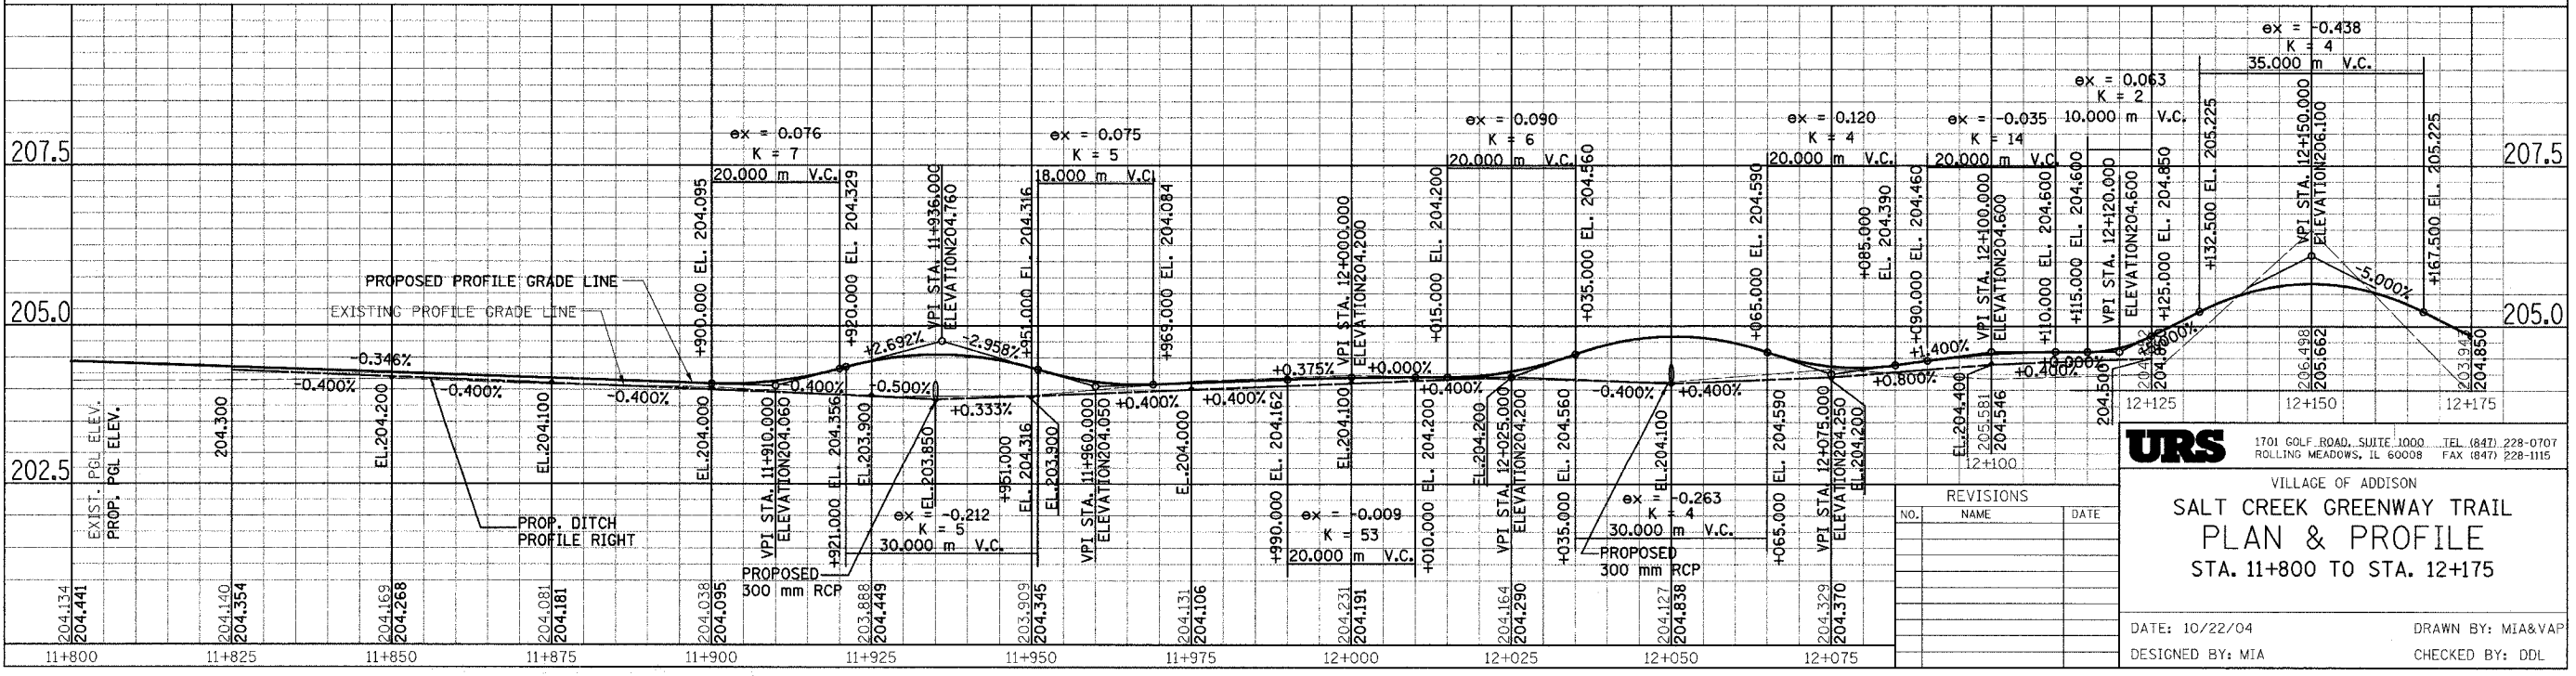 ex = -0.438
K = 4
35.000 m V.C.
ex = 0.063
K = 2
10.000 m V.C.
ex = 0.076
K = 7
20.000 m V.C.
ex = 0.075
K = 5
18.000 m V.C.
ex = 0.090
K = 6
20.000 m V.C.
ex = 0.120
K = 4
20.000 m V.C.
ex = -0.035
K = 14
20.000 m V.C.
207.5
207.5
+900.000 EL. 204.095
+920.000 EL. 204.329
VPI STA. 11+936.000
ELEVATION204.760
+951.000 EL. 204.316
+969.000 EL. 204.084
VPI STA. 12+000.000
ELEVATION204.200
+015.000 EL. 204.200
+035.000 EL. 204.560
+065.000 EL. 204.590
+085.000
EL. 204.390
+090.000 EL. 204.460
VPI STA. 12+100.000
ELEVATION204.600
+110.000 EL. 204.600
+115.000 EL. 204.600
VPI STA. 12+120.000
ELEVATION204.600
+125.000 EL. 204.850
+132.500 EL. 205.225
VPI STA. 12+150.000
ELEVATION206.100
+167.500 EL. 205.225
PROPOSED PROFILE GRADE LINE
EXISTING PROFILE GRADE LINE
205.0
205.0
-0.346%
+2.692%
-2.958%
+0.375%
+0.000%
+1.400%
-5.000%
-0.400%
-0.400%
-0.400%
-0.400%
-0.500%
+0.333%
+0.400%
+0.400%
+0.400%
-0.400%
+0.400%
+0.800%
+0.400%
202.5
EXIST. PGL ELEV.
PROP. PGL ELEV.
204.300
EL.204.200
EL.204.100
EL.204.000
VPI STA. 11+910.000
ELEVATION204.060
+921.000 EL. 204.356
EL.203.900
EL.203.850
+951.000
EL. 204.316
EL.203.900
VPI STA. 11+960.000
ELEVATION204.050
EL.204.000
+990.000 EL. 204.162
EL.204.100
+010.000 EL. 204.200
EL.204.200
VPI STA. 12+025.000
ELEVATION204.200
+035.000 EL. 204.560
EL.204.100
+065.000 EL. 204.590
VPI STA. 12+075.000
ELEVATION204.250
EL.204.200
EL.204.400
205.581
204.546
12+100
204.500
204.850
12+125
206.498
205.662
12+150
204.850
12+175
PROP. DITCH
PROFILE RIGHT
ex = -0.212
K = 5
30.000 m V.C.
PROPOSED
300 mm RCP
ex = -0.009
K = 53
20.000 m V.C.
ex = -0.263
K = 4
30.000 m V.C.
PROPOSED
300 mm RCP
204.134
204.441
204.140
204.354
204.169
204.268
204.081
204.181
204.038
204.095
203.888
204.449
203.909
204.345
204.131
204.106
204.231
204.191
204.164
204.290
204.127
204.838
204.329
204.370
11+800
11+825
11+850
11+875
11+900
11+925
11+950
11+975
12+000
12+025
12+050
12+075
REVISIONS
NO. NAME DATE
URS
1701 GOLF ROAD, SUITE 1000 TEL (847) 228-0707
ROLLING MEADOWS, IL 60008 FAX (847) 228-1115
VILLAGE OF ADDISON
SALT CREEK GREENWAY TRAIL
PLAN & PROFILE
STA. 11+800 TO STA. 12+175
DATE: 10/22/04 DRAWN BY: MIA&VAP
DESIGNED BY: MIA CHECKED BY: DDL